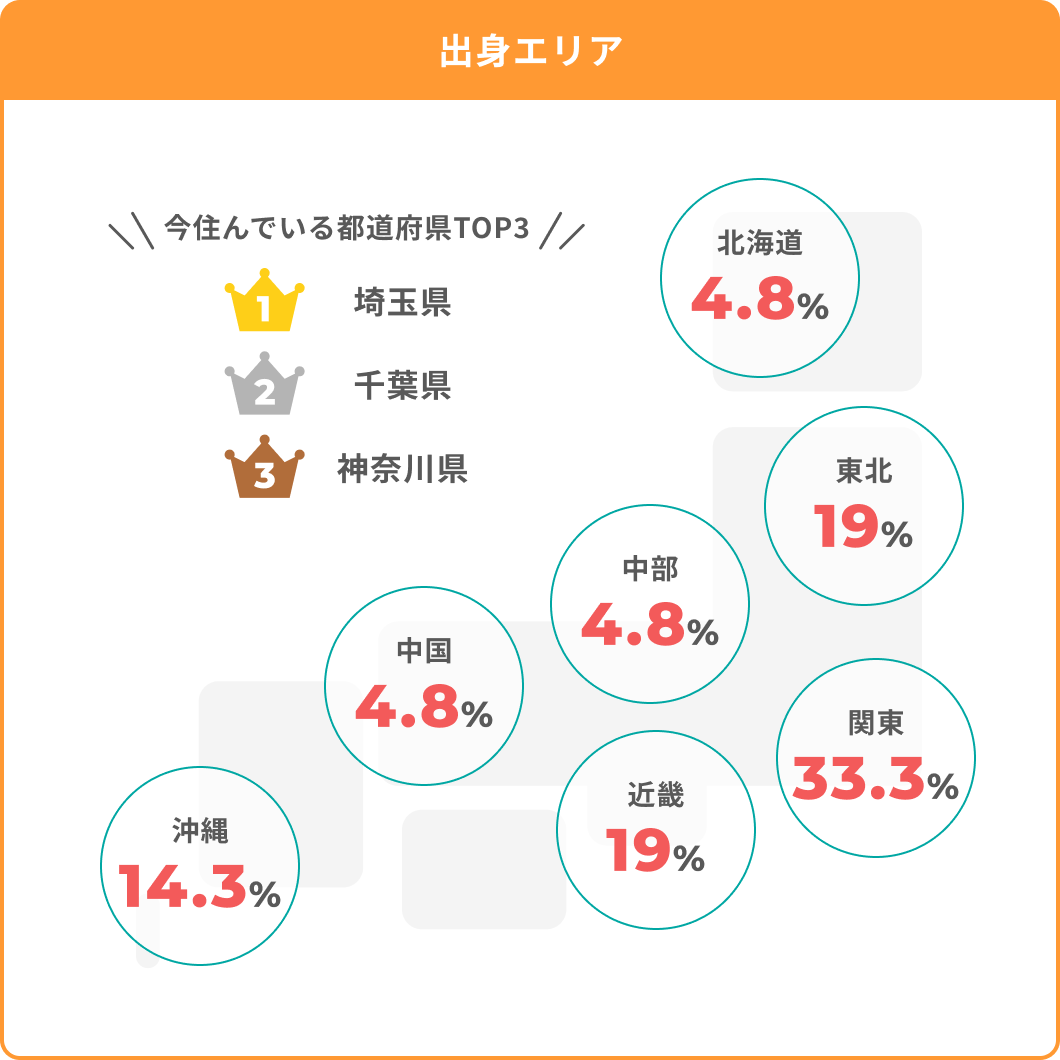 出身エリア
今住んでいる都道府県TOP3
1 埼玉県
2 千葉県
3 神奈川県
北海道
4.8%
東北
19%
中部
4.8%
中国
4.8%
関東
33.3%
近畿
19%
沖縄
14.3%